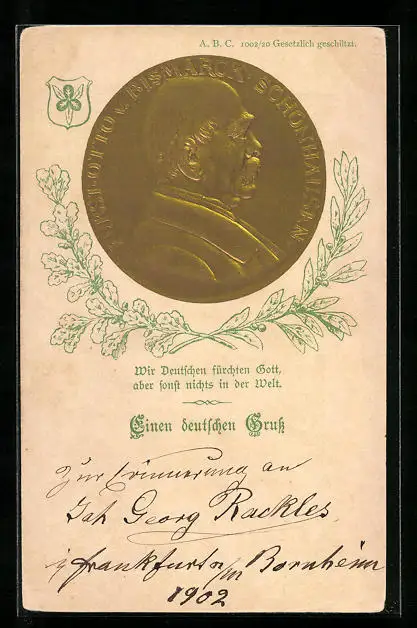 A. B. C. 1002/20 Gesetzlich geschützt.
FÜRST·OTTO·V·BISMARCK·SCHÖNHAUSEN
Wir Deutschen fürchten Gott,
aber sonst nichts in der Welt.
Einen deutschen Gruß
Zur Erinnerung an
Joh Georg Rackles
Frankfurt a/m Bornheim
1902